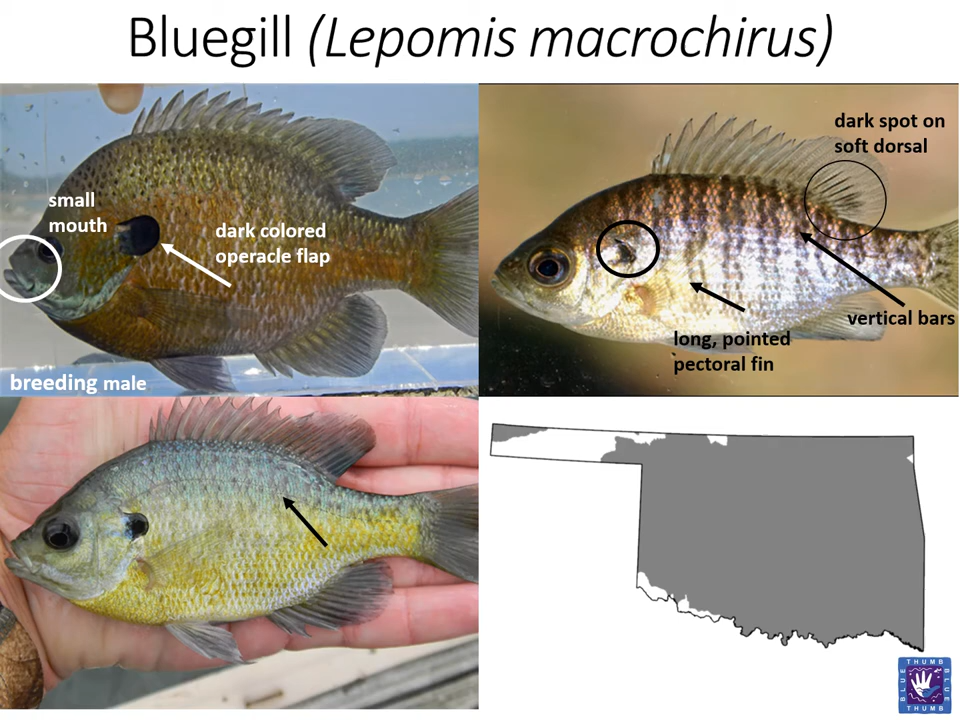 Bluegill (Lepomis macrochirus)
small
mouth
dark colored
operacle flap
breeding male
dark spot on
soft dorsal
vertical bars
long, pointed
pectoral fin
BLUE
THUMB
BLUE
THUMB